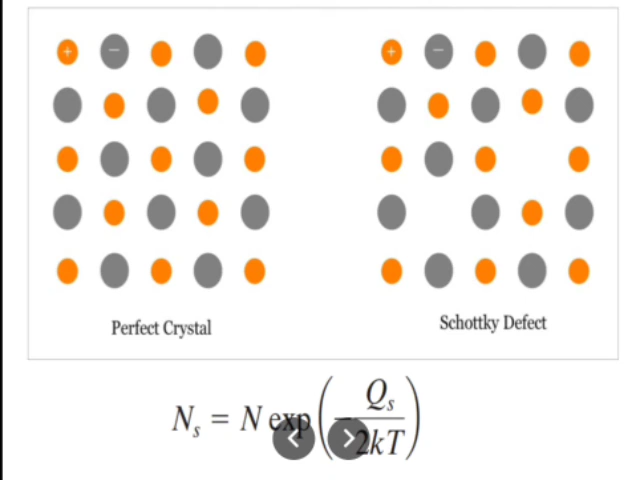 + − + −
Perfect Crystal Schottky Defect
N_s = N exp(−Q_s/2kT)